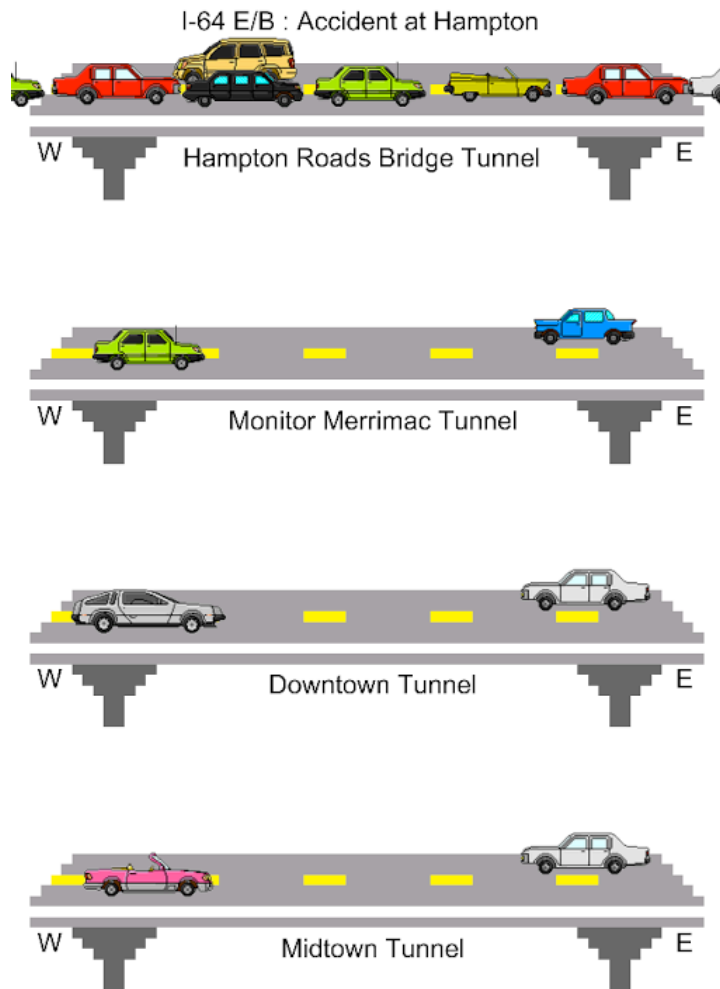 I-64 E/B : Accident at Hampton
W Hampton Roads Bridge Tunnel E
W Monitor Merrimac Tunnel E
W Downtown Tunnel E
W Midtown Tunnel E